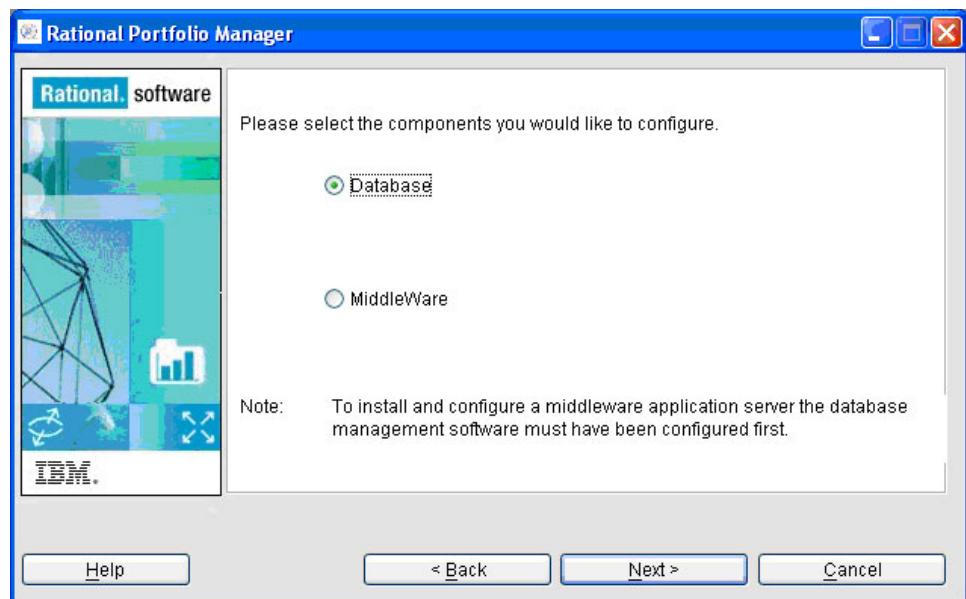 Rational Portfolio Manager
Rational. software
Please select the components you would like to configure.
Database
MiddleWare
Note: To install and configure a middleware application server the database
management software must have been configured first.
IBM.
Help
< Back
Next >
Cancel